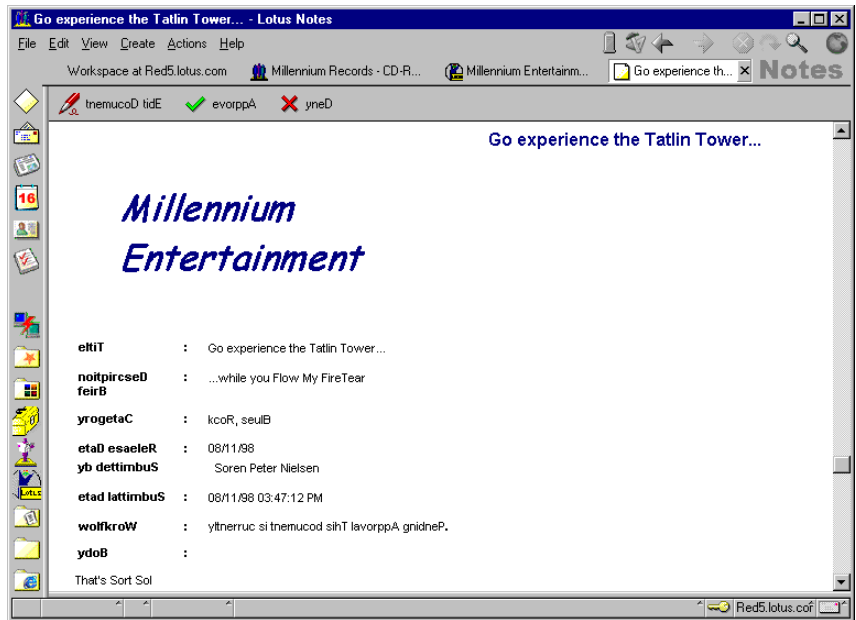 Go experience the Tatlin Tower... - Lotus Notes
File Edit View Create Actions Help
Workspace at Red5.lotus.com Millennium Records - CD-R... Millennium Entertainm... Go experience th... Notes
tnemucoD tidE evorppA yneD
Go experience the Tatlin Tower...
16
Millennium
Entertainment
eltiT : Go experience the Tatlin Tower...
noitpircseD : ...while you Flow My FireTear
feirB
yrogetaC : kcoR, seulB
etaD esaeleR : 08/11/98
yb dettimbuS Soren Peter Nielsen
etad lattimbuS : 08/11/98 03:47:12 PM
wolfkroW : yltnerruc si tnemucod sihT lavorppA gnidneP.
ydoB :
That's Sort Sol
Lotus
Red5.lotus.cor